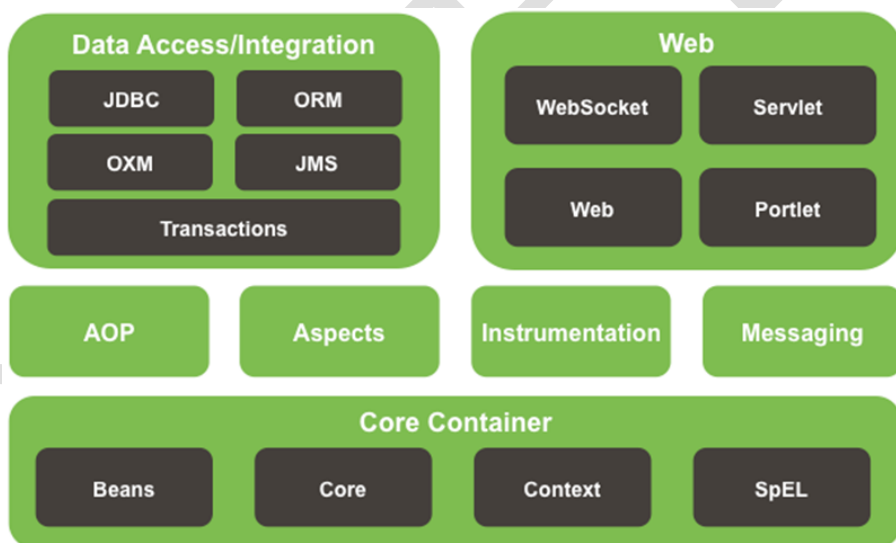 Data Access/Integration
JDBC
ORM
OXM
JMS
Transactions
Web
WebSocket
Servlet
Web
Portlet
AOP
Aspects
Instrumentation
Messaging
Core Container
Beans
Core
Context
SpEL